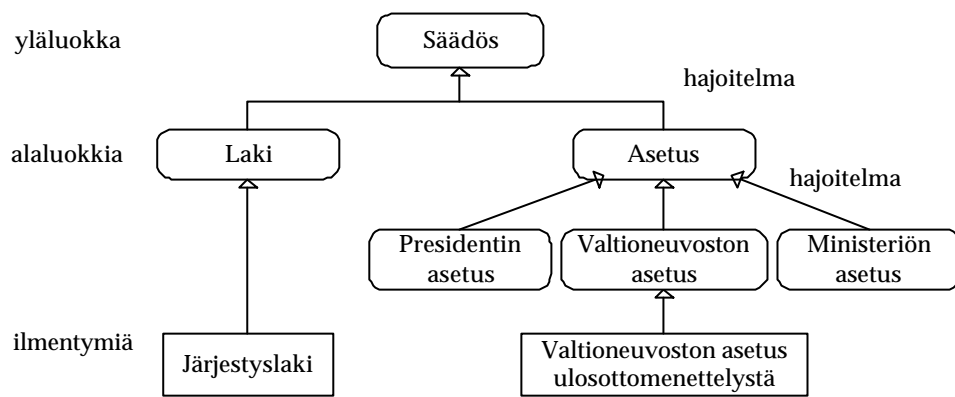 yläluokka
Säädös
hajoitelma
alaluokkia
Laki
Asetus
hajoitelma
Presidentin
asetus
Valtioneuvoston
asetus
Ministeriön
asetus
ilmentymiä
Järjestyslaki
Valtioneuvoston asetus
ulosottomenettelystä